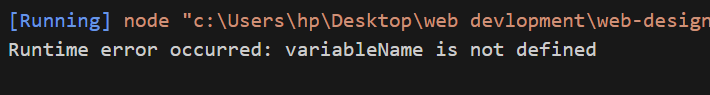 [Running] node "c:\Users\hp\Desktop\web devlopment\web-design
Runtime error occurred: variableName is not defined